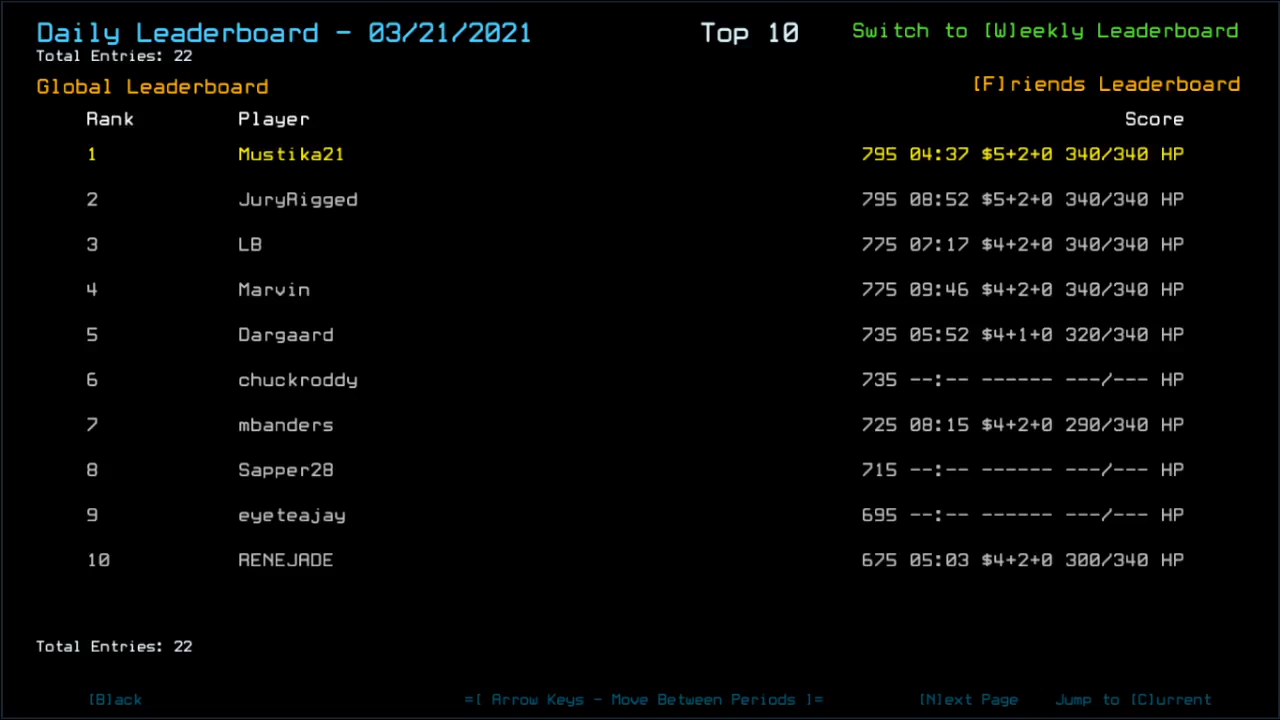 Daily Leaderboard - 03/21/2021 Top 10 Switch to [W]eekly Leaderboard
Total Entries: 22
Global Leaderboard [F]riends Leaderboard
Rank Player Score
1 Mustika21 795 04:37 $5+2+0 340/340 HP
2 JuryRigged 795 08:52 $5+2+0 340/340 HP
3 LB 775 07:17 $4+2+0 340/340 HP
4 Marvin 775 09:46 $4+2+0 340/340 HP
5 Dargaard 735 05:52 $4+1+0 320/340 HP
6 chuckroddy 735 --:-- ------ ---/--- HP
7 mbanders 725 08:15 $4+2+0 290/340 HP
8 Sapper28 715 --:-- ------ ---/--- HP
9 eyeteajay 695 --:-- ------ ---/--- HP
10 RENEJADE 675 05:03 $4+2+0 300/340 HP
Total Entries: 22
[B]ack =[ Arrow Keys - Move Between Periods ]= [N]ext Page Jump to [C]urrent